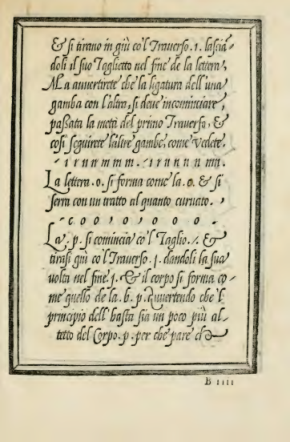 & si tirano in giù co'l Trauerso .1. lascia-
doli il suo Taglietto nel fine de la lettera,
Ma auuertirete che la ligatura dell'una
gamba con l'altra, si deue incominciare,
passata la metà del primo Trauerso, &
cosi seguirete l'altre gambe, come vedete.
· ı r u n m m m . · ı r u n n u mı.
La lettera .o. si forma come la .o. & si
serra con un tratto al quanto curuato.
· c o o ' o ' o o o .
La .p. si comincia co'l Taglio. ⁄. &
tirasi giù co'l Trauerso .ſ. dandoli la sua
volta nel fine .ſ. & il corpo si forma co-
me quello de la .b. p. Auuertendo che 'l
principio dell'hasta sia un poco più al-
teto del Corpo .p. per che pare che
B IIII